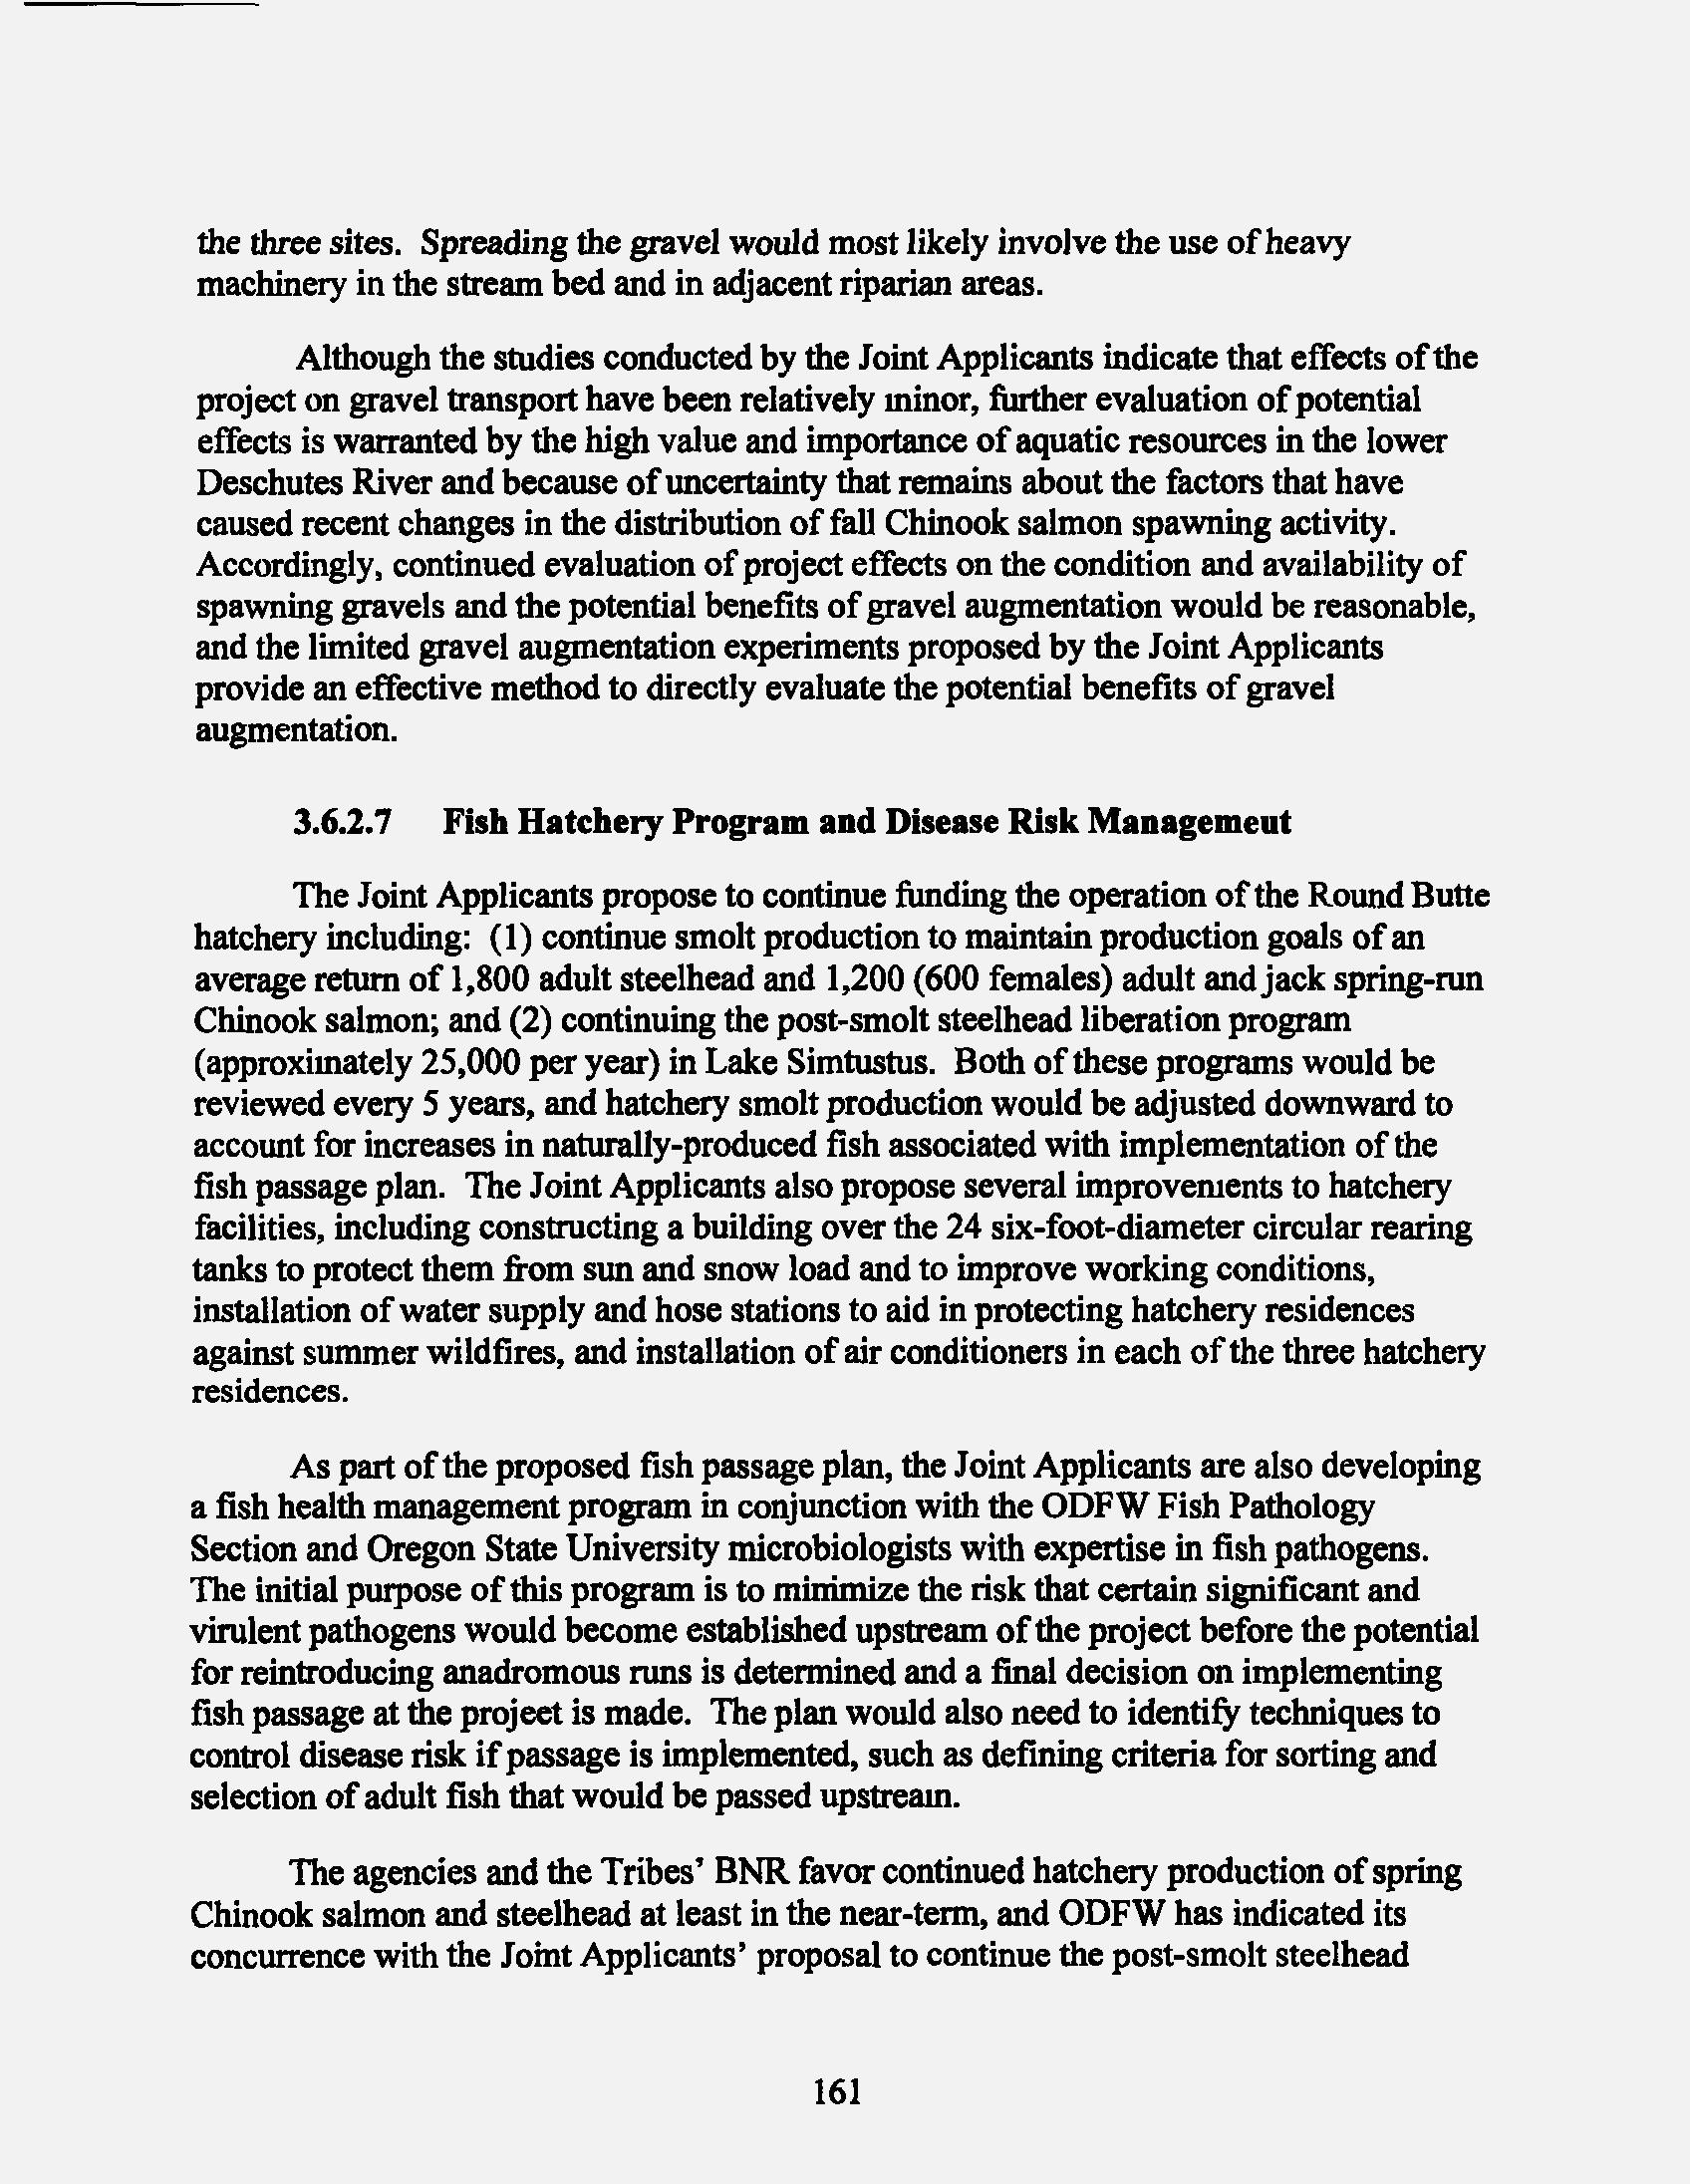 the three sites. Spreading the gravel would most likely involve the use of heavy
machinery in the stream bed and in adjacent riparian areas.
Although the studies conducted by the Joint Applicants indicate that effects of the
project on gravel transport have been relatively minor, further evaluation of potential
effects is warranted by the high value and importance of aquatic resources in the lower
Deschutes River and because of uncertainty that remains about the factors that have
caused recent changes in the distribution of fall Chinook salmon spawning activity.
Accordingly, continued evaluation of project effects on the condition and availability of
spawning gravels and the potential benefits of gravel augmentation would be reasonable,
and the limited gravel augmentation experiments proposed by the Joint Applicants
provide an effective method to directly evaluate the potential benefits of gravel
augmentation.
3.6.2.7 Fish Hatchery Program and Disease Risk Management
The Joint Applicants propose to continue funding the operation of the Round Butte
hatchery including: (1) continue smolt production to maintain production goals of an
average return of 1,800 adult steelhead and 1,200 (600 females) adult and jack spring-run
Chinook salmon; and (2) continuing the post-smolt steelhead liberation program
(approximately 25,000 per year) in Lake Simtustus. Both of these programs would be
reviewed every 5 years, and hatchery smolt production would be adjusted downward to
account for increases in naturally-produced fish associated with implementation of the
fish passage plan. The Joint Applicants also propose several improvements to hatchery
facilities, including constructing a building over the 24 six-foot-diameter circular rearing
tanks to protect them from sun and snow load and to improve working conditions,
installation of water supply and hose stations to aid in protecting hatchery residences
against summer wildfires, and installation of air conditioners in each of the three hatchery
residences.
As part of the proposed fish passage plan, the Joint Applicants are also developing
a fish health management program in conjunction with the ODFW Fish Pathology
Section and Oregon State University microbiologists with expertise in fish pathogens.
The initial purpose of this program is to minimize the risk that certain significant and
virulent pathogens would become established upstream of the project before the potential
for reintroducing anadromous runs is determined and a final decision on implementing
fish passage at the project is made. The plan would also need to identify techniques to
control disease risk if passage is implemented, such as defining criteria for sorting and
selection of adult fish that would be passed upstream.
The agencies and the Tribes' BNR favor continued hatchery production of spring
Chinook salmon and steelhead at least in the near-term, and ODFW has indicated its
concurrence with the Joint Applicants' proposal to continue the post-smolt steelhead
161